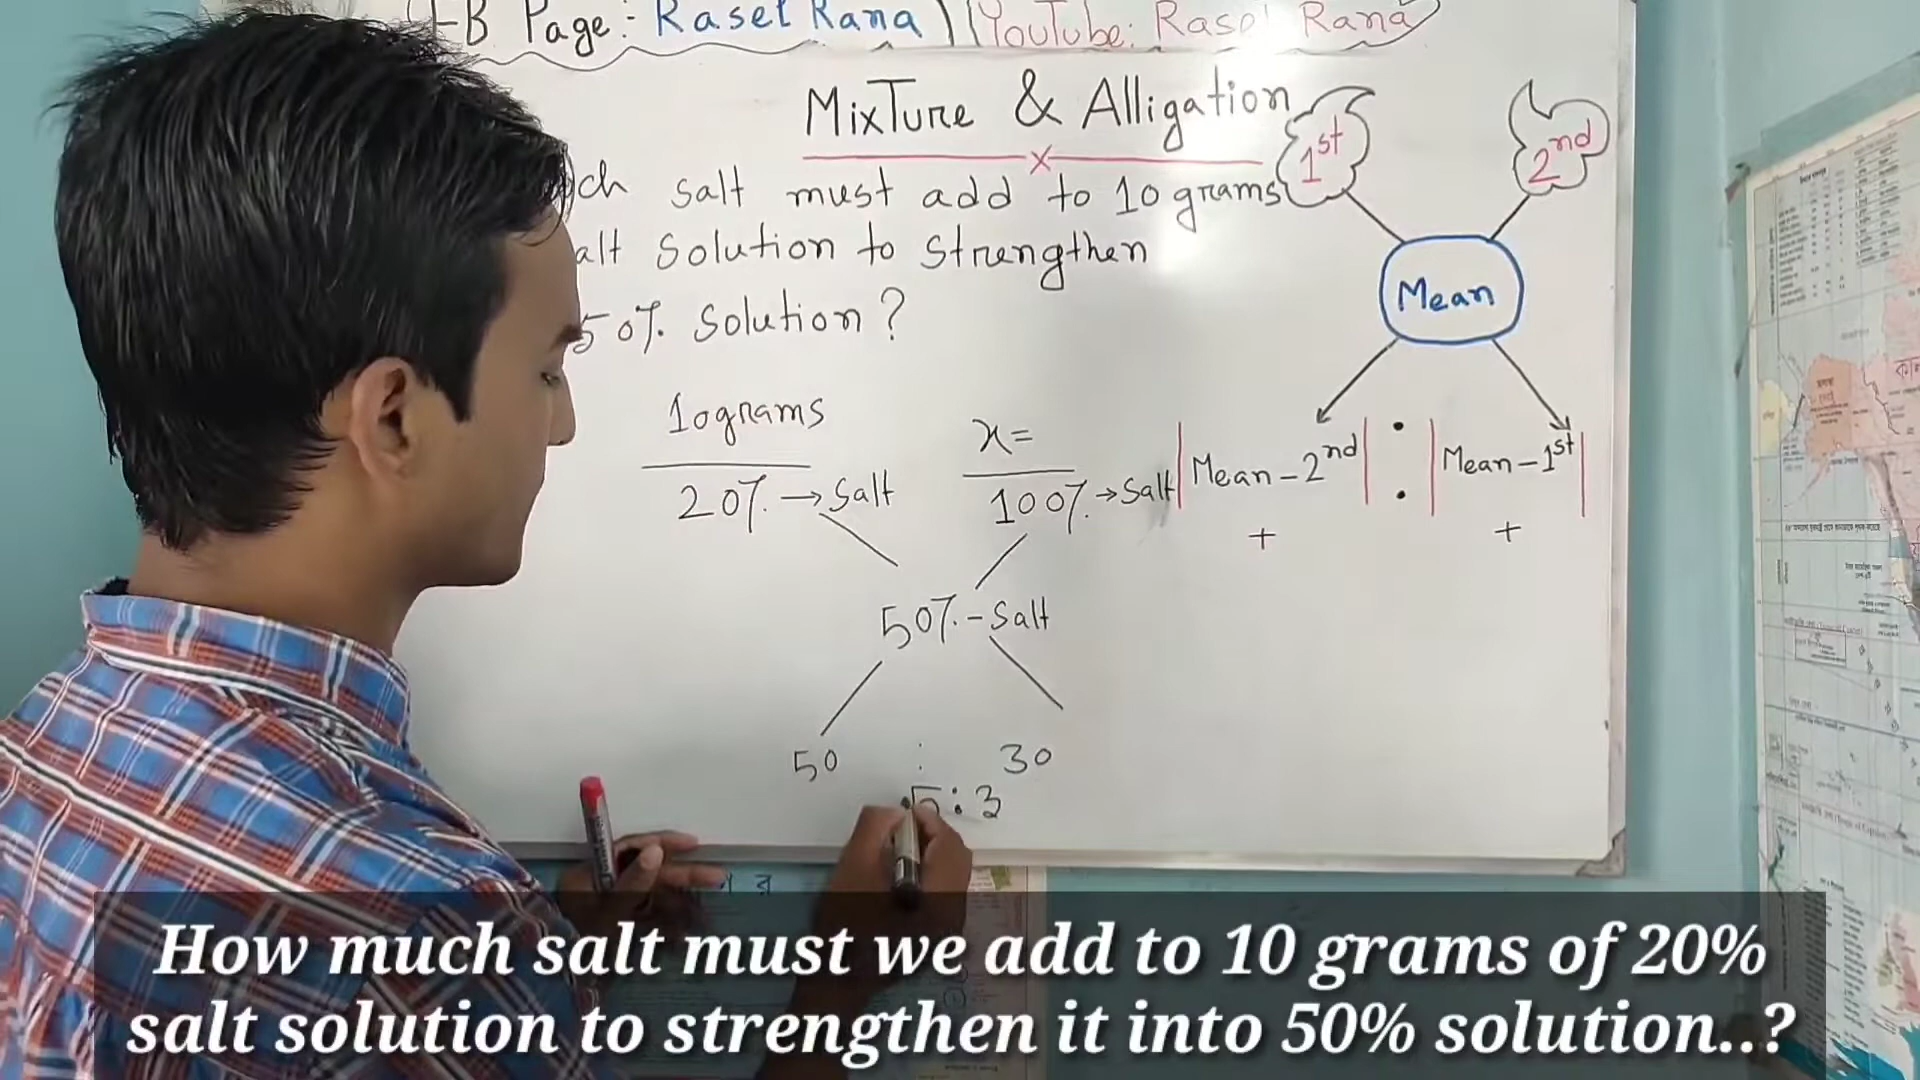 FB Page:- Rasel Rana
YouTube: Rasel Rana
Mixture & Alligation
salt must add to 10 grams
Solution to strengthen
50% Solution?
1st
2nd
Mean
10grams
20% → Salt
x=
100% → Salt
|Mean-2nd| : |Mean-1st|
+ +
50% - Salt
50 : 30
5:3
How much salt must we add to 10 grams of 20%
salt solution to strengthen it into 50% solution..?